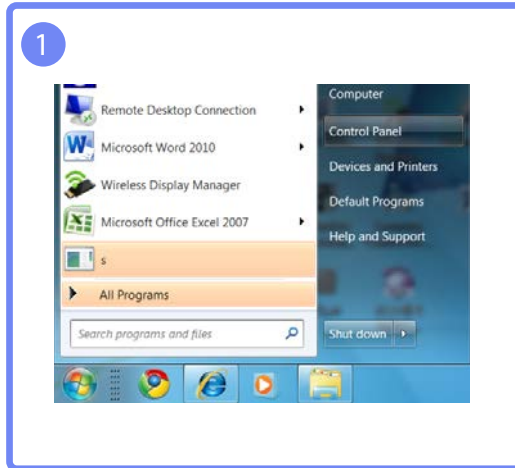 1
Remote Desktop Connection
Microsoft Word 2010
Wireless Display Manager
Microsoft Office Excel 2007
s
All Programs
Search programs and files
Computer
Control Panel
Devices and Printers
Default Programs
Help and Support
Shut down